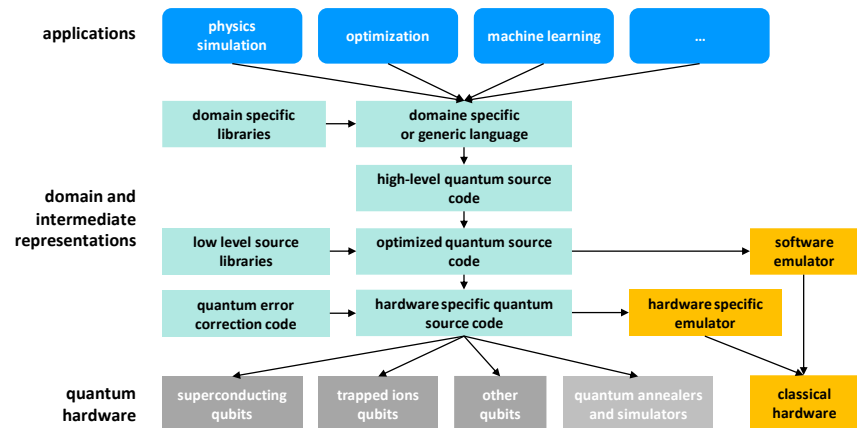 applications
physics
simulation
optimization
machine learning
...
domain specific
libraries
domaine specific
or generic language
high-level quantum source
code
domain and
intermediate
representations
low level source
libraries
optimized quantum source
code
software
emulator
quantum error
correction code
hardware specific quantum
source code
hardware specific
emulator
quantum
hardware
superconducting
qubits
trapped ions
qubits
other
qubits
quantum annealers
and simulators
classical
hardware